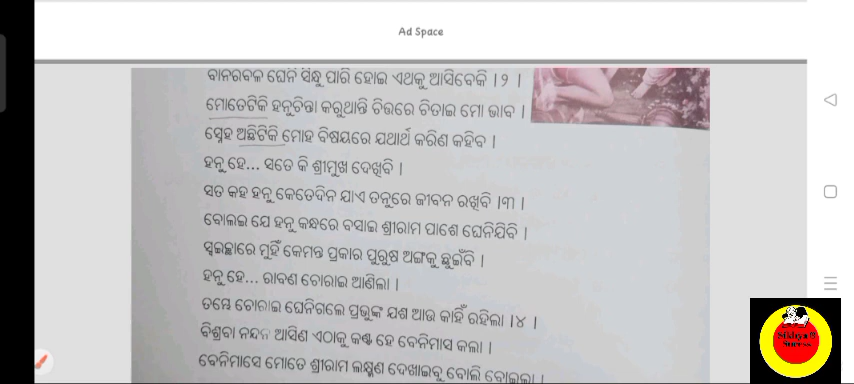 Ad Space
ବାନରବଳ ଘେନି ସିନ୍ଧୁ ପାରି ହୋଇ ଏଥକୁ ଆସିବେକି ।୨ ।
ମୋତେଟିକି ହନୁଚିନ୍ତା କରୁଥାନ୍ତି ଚିତ୍ତରେ ଚିତାଇ ମୋ ଭାବ ।
ସ୍ନେହ ଅଛିଟିକି ମୋହ ବିଷୟରେ ଯଥାର୍ଥ କରିଣ କହିବ ।
ହନୁ ହେ... ସତେ କି ଶ୍ରୀମୁଖ ଦେଖିବି ।
ସତ କହ ହନୁ କେତେଦିନ ଯାଏ ତନୁରେ ଜୀବନ ରଖିବି ।୩ ।
ବୋଲଇ ଯେ ହନୁ କନ୍ଧରେ ବସାଇ ଶ୍ରୀରାମ ପାଶେ ଘେନିଯିବି ।
ସ୍ୱଇଚ୍ଛାରେ ମୁହିଁ କେମନ୍ତ ପ୍ରକାର ପୁରୁଷ ଅଙ୍ଗକୁ ଛୁଇଁବି ।
ହନୁ ହେ... ରାବଣ ଚୋରାଇ ଆଣିଲା ।
ତମ୍ଭେ ଚୋରାଇ ଘେନିଗଲେ ପ୍ରଭୁଙ୍କ ଯଶ ଆଉ କାହିଁ ରହିଲା ।୪ ।
ବିଶ୍ରବା ନନ୍ଦନ ଆସିଣ ଏଠାକୁ କଷ୍ଟ ହେ ବେନିମାସ କଲା ।
ବେନିମାସେ ମୋତେ ଶ୍ରୀରାମ ଲକ୍ଷ୍ମଣ ଦେଖାଇବୁ ବୋଲି ବୋଇଲା ।
Sikhya
Success